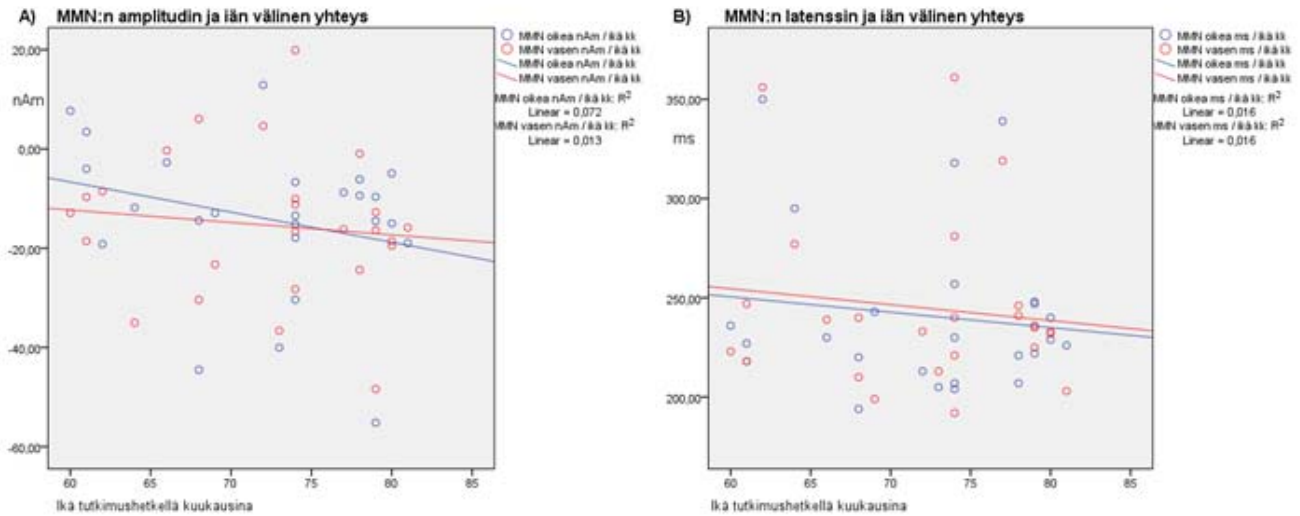 A) MMN:n amplitudin ja iän välinen yhteys
20,00
nAm
0,00
-20,00
-40,00
-60,00
60 65 70 75 80 85
Ikä tutkimushetkellä kuukausina
MMN oikea nAm / ikä kk
MMN vasen nAm / ikä kk
MMN oikea nAm / ikä kk
MMN vasen nAm / ikä kk
MMN oikea nAm / ikä kk: R²
Linear = 0,072
MMN vasen nAm / ikä kk: R²
Linear = 0,013
B) MMN:n latenssin ja iän välinen yhteys
350,00
ms
300,00
250,00
200,00
60 65 70 75 80 85
Ikä tutkimushetkellä kuukausina
MMN oikea ms / ikä kk
MMN vasen ms / ikä kk
MMN oikea ms / ikä kk
MMN vasen ms / ikä kk
MMN oikea ms / ikä kk: R²
Linear = 0,016
MMN vasen ms / ikä kk: R²
Linear = 0,016